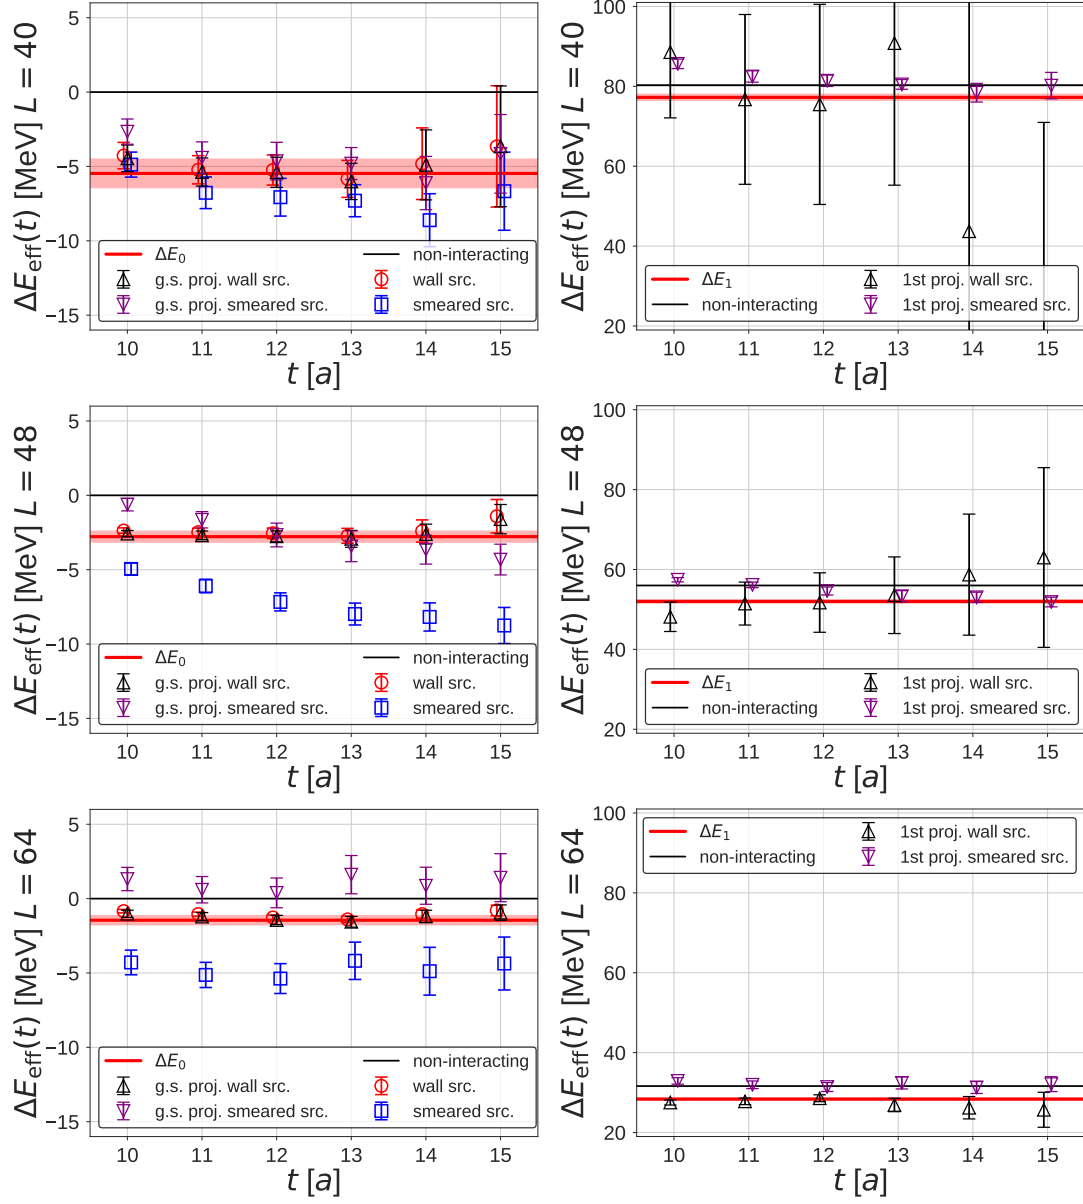 ΔE_eff(t) [MeV] L = 40
5
0
−5
−10
−15
ΔE_0
non-interacting
g.s. proj. wall src.
wall src.
g.s. proj. smeared src.
smeared src.
10 11 12 13 14 15
t [a]
ΔE_eff(t) [MeV] L = 40
100
80
60
40
20
ΔE_1
1st proj. wall src.
non-interacting
1st proj. smeared src.
10 11 12 13 14 15
t [a]
ΔE_eff(t) [MeV] L = 48
5
0
−5
−10
−15
ΔE_0
non-interacting
g.s. proj. wall src.
wall src.
g.s. proj. smeared src.
smeared src.
10 11 12 13 14 15
t [a]
ΔE_eff(t) [MeV] L = 48
100
80
60
40
20
ΔE_1
1st proj. wall src.
non-interacting
1st proj. smeared src.
10 11 12 13 14 15
t [a]
ΔE_eff(t) [MeV] L = 64
5
0
−5
−10
−15
ΔE_0
non-interacting
g.s. proj. wall src.
wall src.
g.s. proj. smeared src.
smeared src.
10 11 12 13 14 15
t [a]
ΔE_eff(t) [MeV] L = 64
100
80
60
40
20
ΔE_1
1st proj. wall src.
non-interacting
1st proj. smeared src.
10 11 12 13 14 15
t [a]